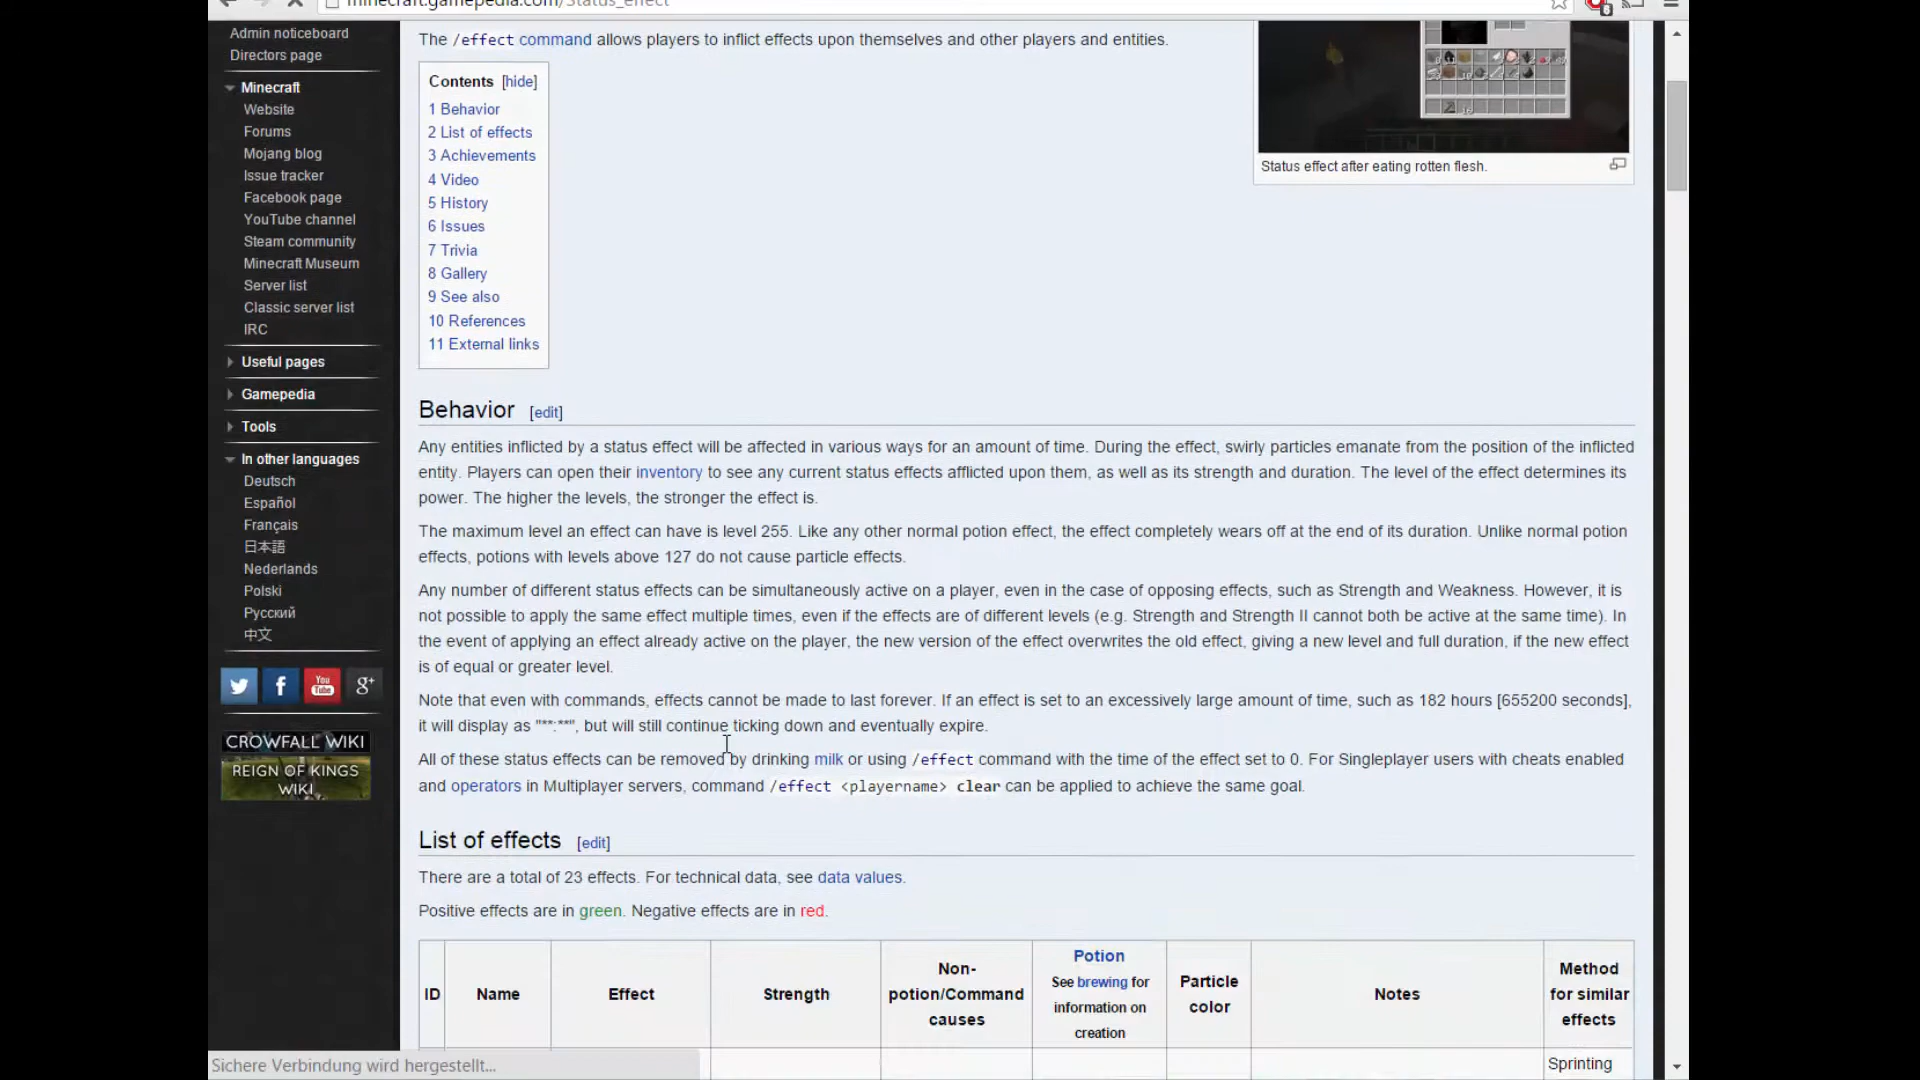 minecraft.gamepedia.com/Status_effect
Admin noticeboard
Directors page
Minecraft
Website
Forums
Mojang blog
Issue tracker
Facebook page
YouTube channel
Steam community
Minecraft Museum
Server list
Classic server list
IRC
Useful pages
Gamepedia
Tools
In other languages
Deutsch
Español
Français
日本語
Nederlands
Polski
Русский
中文
You
Tube
CROWFALL WIKI
REIGN OF KINGS
WIKI
The /effect command allows players to inflict effects upon themselves and other players and entities.
Status effect after eating rotten flesh.
Contents [hide]
1 Behavior
2 List of effects
3 Achievements
4 Video
5 History
6 Issues
7 Trivia
8 Gallery
9 See also
10 References
11 External links
Behavior [edit]
Any entities inflicted by a status effect will be affected in various ways for an amount of time. During the effect, swirly particles emanate from the position of the inflicted
entity. Players can open their inventory to see any current status effects afflicted upon them, as well as its strength and duration. The level of the effect determines its
power. The higher the levels, the stronger the effect is.
The maximum level an effect can have is level 255. Like any other normal potion effect, the effect completely wears off at the end of its duration. Unlike normal potion
effects, potions with levels above 127 do not cause particle effects.
Any number of different status effects can be simultaneously active on a player, even in the case of opposing effects, such as Strength and Weakness. However, it is
not possible to apply the same effect multiple times, even if the effects are of different levels (e.g. Strength and Strength II cannot both be active at the same time). In
the event of applying an effect already active on the player, the new version of the effect overwrites the old effect, giving a new level and full duration, if the new effect
is of equal or greater level.
Note that even with commands, effects cannot be made to last forever. If an effect is set to an excessively large amount of time, such as 182 hours [655200 seconds],
it will display as "**:**", but will still continue ticking down and eventually expire.
All of these status effects can be removed by drinking milk or using /effect command with the time of the effect set to 0. For Singleplayer users with cheats enabled
and operators in Multiplayer servers, command /effect <playername> clear can be applied to achieve the same goal.
List of effects [edit]
There are a total of 23 effects. For technical data, see data values.
Positive effects are in green. Negative effects are in red.
ID
Name
Effect
Strength
Non-
potion/Command
causes
Potion
See brewing for
information on
creation
Particle
color
Notes
Method
for similar
effects
Sprinting
Sichere Verbindung wird hergestellt...